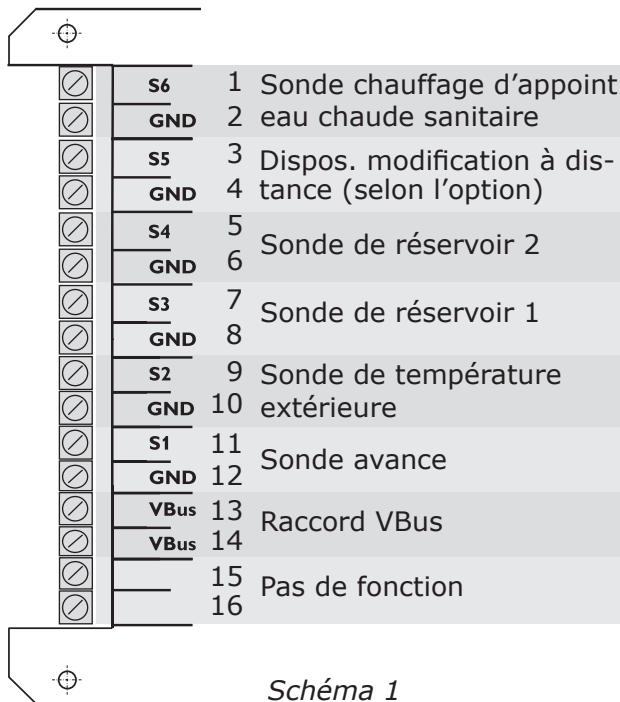 S6 1 Sonde chauffage d’appoint
GND 2 eau chaude sanitaire
S5 3 Dispos. modification à dis-
GND 4 tance (selon l’option)
S4 5
Sonde de réservoir 2
GND 6
S3 7
Sonde de réservoir 1
GND 8
S2 9 Sonde de température
GND 10 extérieure
S1 11
Sonde avance
GND 12
VBus 13
Raccord VBus
VBus 14
15
Pas de fonction
16
Schéma 1